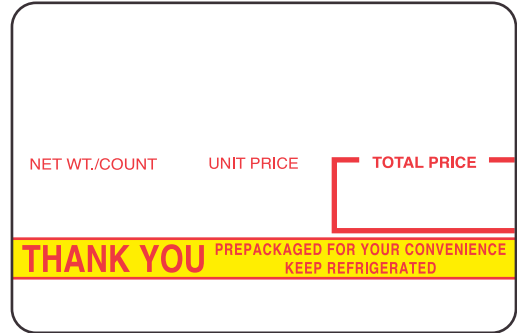 NET WT./COUNT UNIT PRICE TOTAL PRICE
THANK YOU PREPACKAGED FOR YOUR CONVENIENCE
KEEP REFRIGERATED